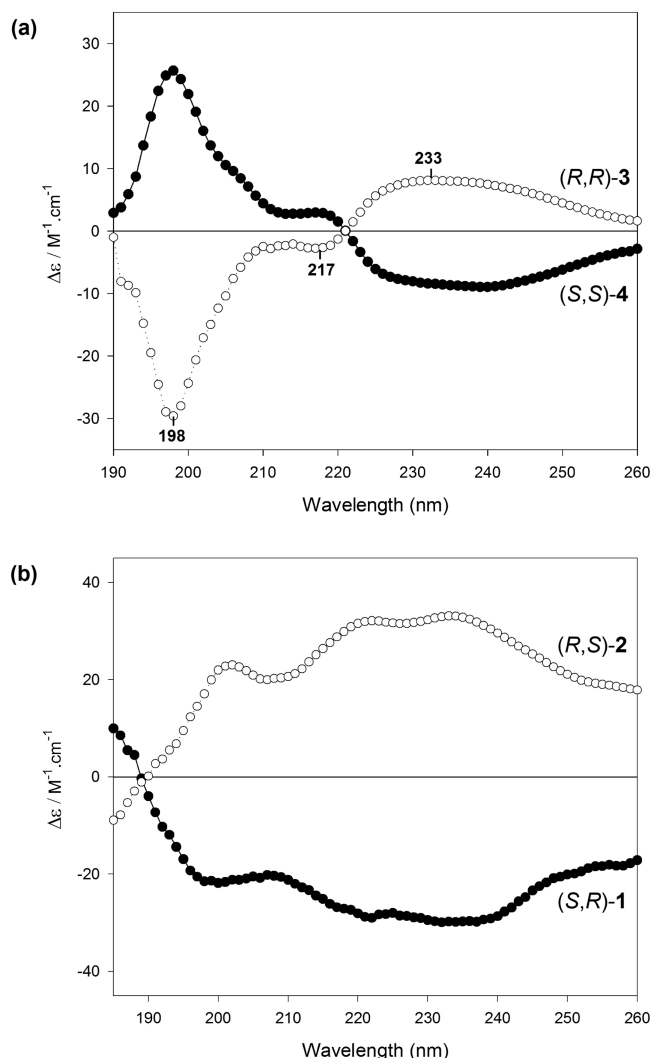 (a)
30
20
10
0
-10
-20
-30
Δε / M⁻¹.cm⁻¹
233
(R,R)-3
217
(S,S)-4
198
190 200 210 220 230 240 250 260
Wavelength (nm)
(b)
40
20
0
-20
-40
Δε / M⁻¹.cm⁻¹
(R,S)-2
(S,R)-1
190 200 210 220 230 240 250 260
Wavelength (nm)